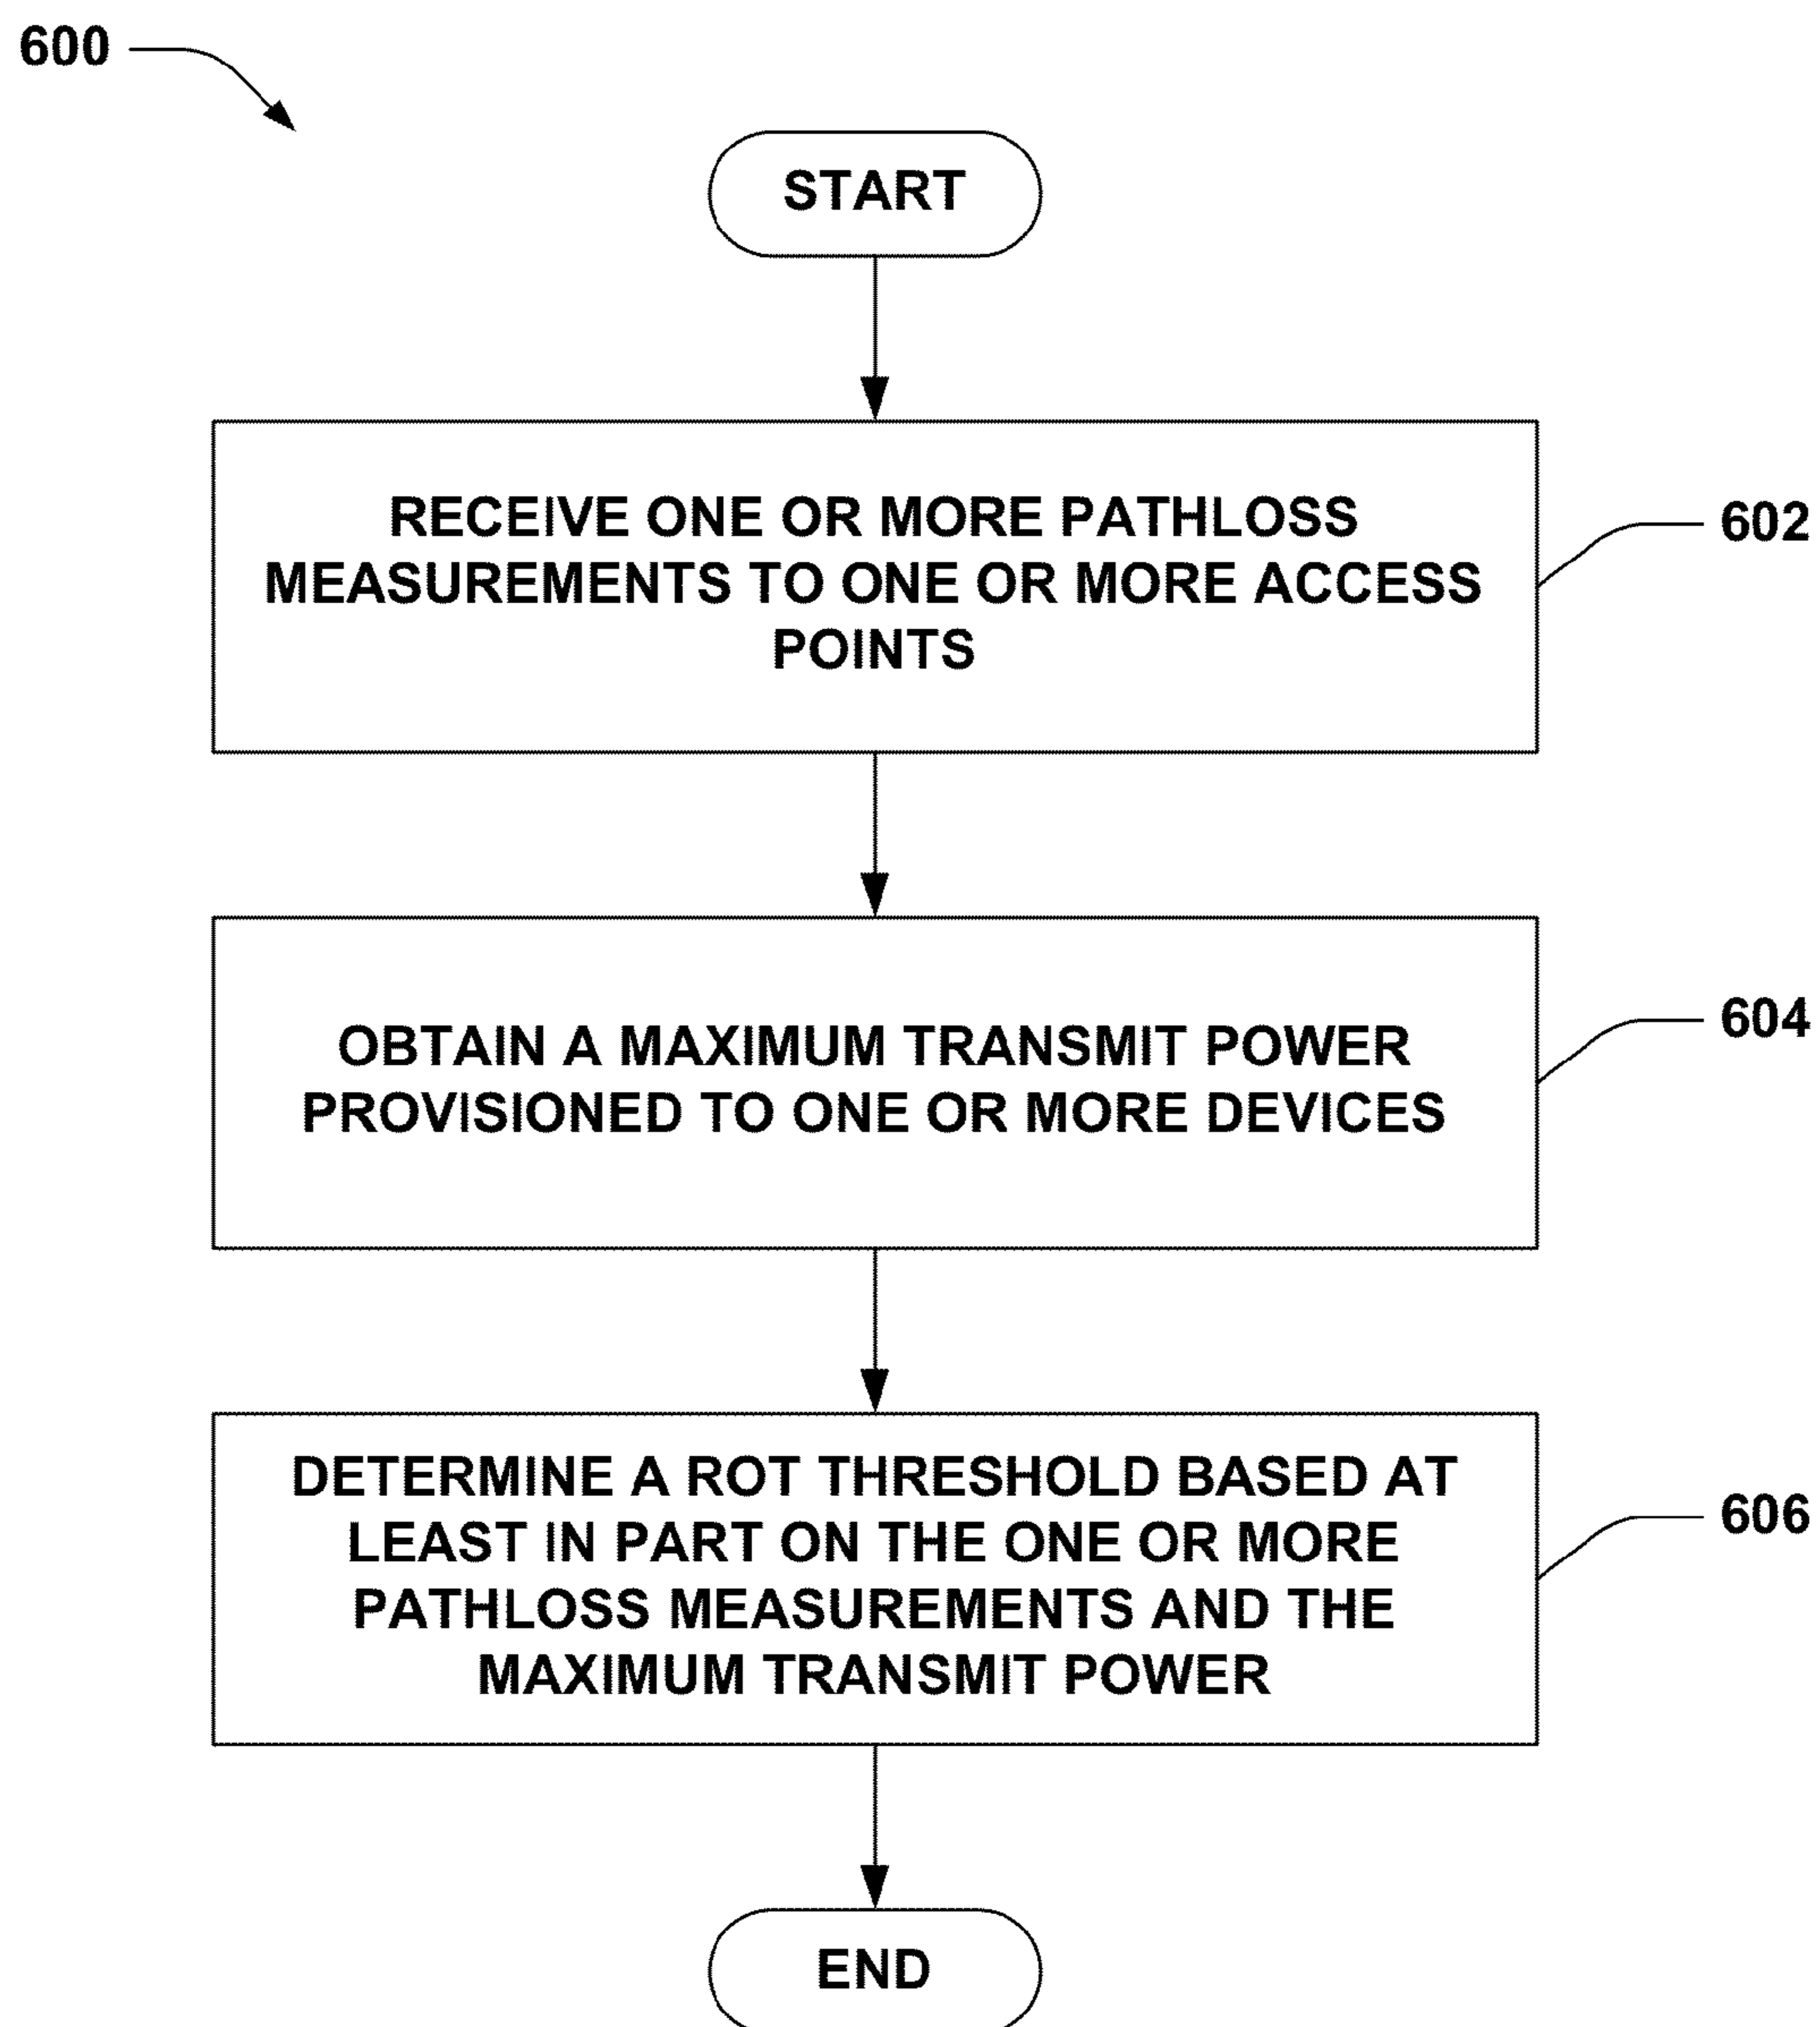 600
START
RECEIVE ONE OR MORE PATHLOSS
MEASUREMENTS TO ONE OR MORE ACCESS
POINTS
602
OBTAIN A MAXIMUM TRANSMIT POWER
PROVISIONED TO ONE OR MORE DEVICES
604
DETERMINE A ROT THRESHOLD BASED AT
LEAST IN PART ON THE ONE OR MORE
PATHLOSS MEASUREMENTS AND THE
MAXIMUM TRANSMIT POWER
606
END